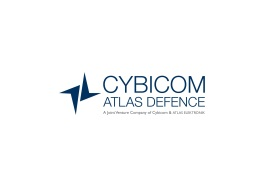 CYBICOM
ATLAS DEFENCE
A Joint Venture Company of Cybicom & ATLAS ELEKTRONIK